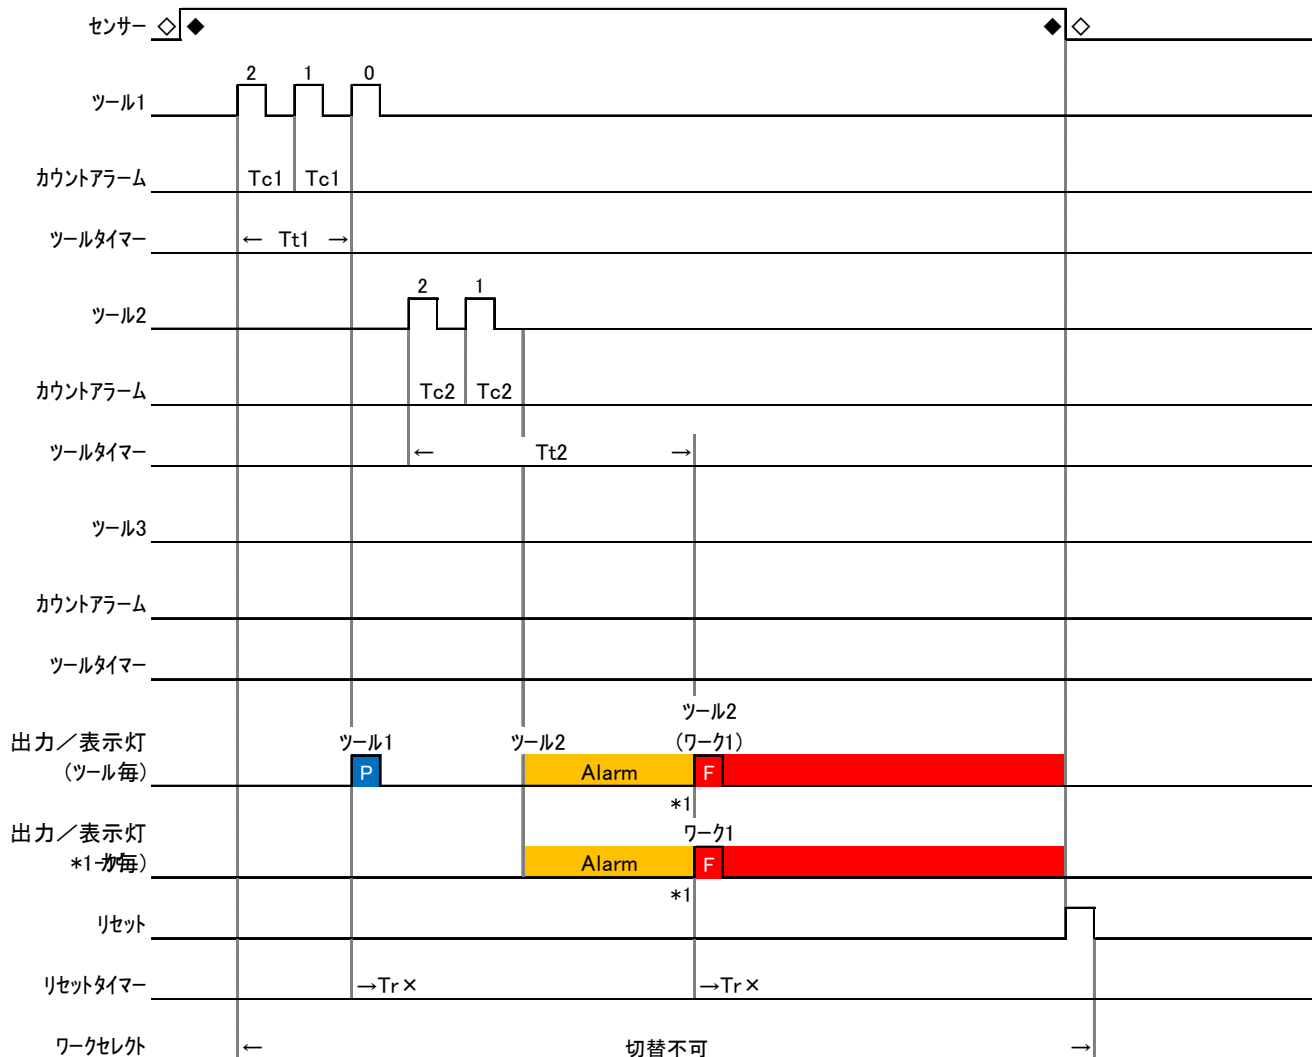 センサー ◇ ◆ ◆ ◇
2 1 0
ツール1
カウントアラーム Tc1 Tc1
ツールタイマー ← Tt1 →
2 1
ツール2
カウントアラーム Tc2 Tc2
ツールタイマー ← Tt2 →
ツール3
カウントアラーム
ツールタイマー
ツール2
出力／表示灯 ツール1 ツール2 (ワーク1)
(ツール毎) P Alarm F
*1
出力／表示灯 ワーク1
毎) Alarm F
*1
*1
リセット
リセットタイマー →Tr× →Tr×
ワークセレクト ← 切替不可 →